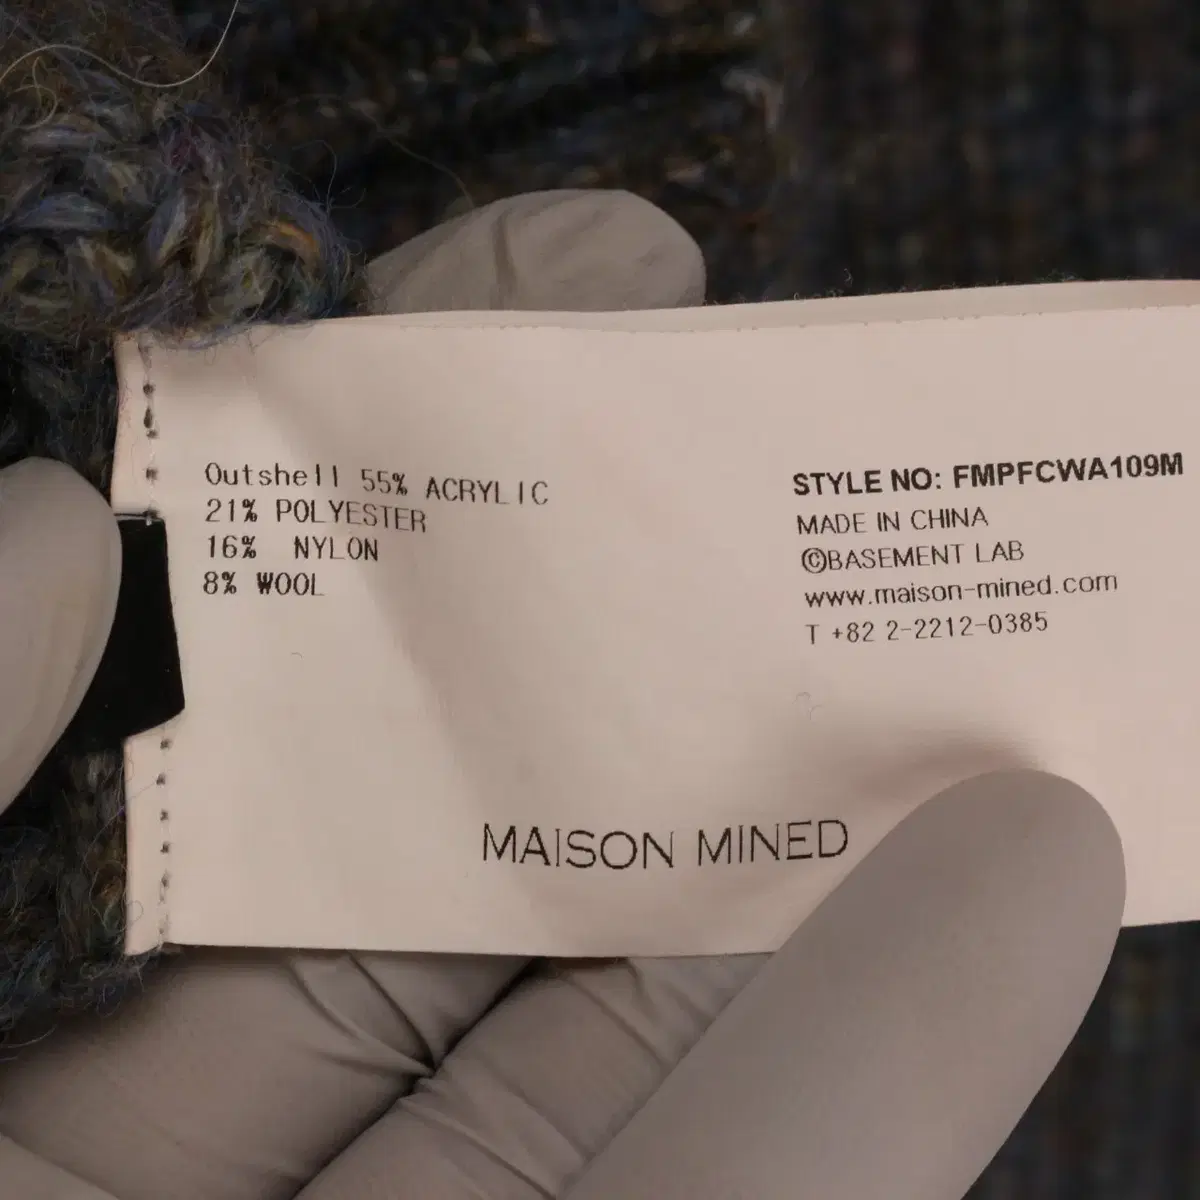 Outshell 55% ACRYLIC
21% POLYESTER
16% NYLON
8% WOOL
STYLE NO: FMPFCWA109M
MADE IN CHINA
©BASEMENT LAB
www.maison-mined.com
T +82 2-2212-0385
MAISON MINED